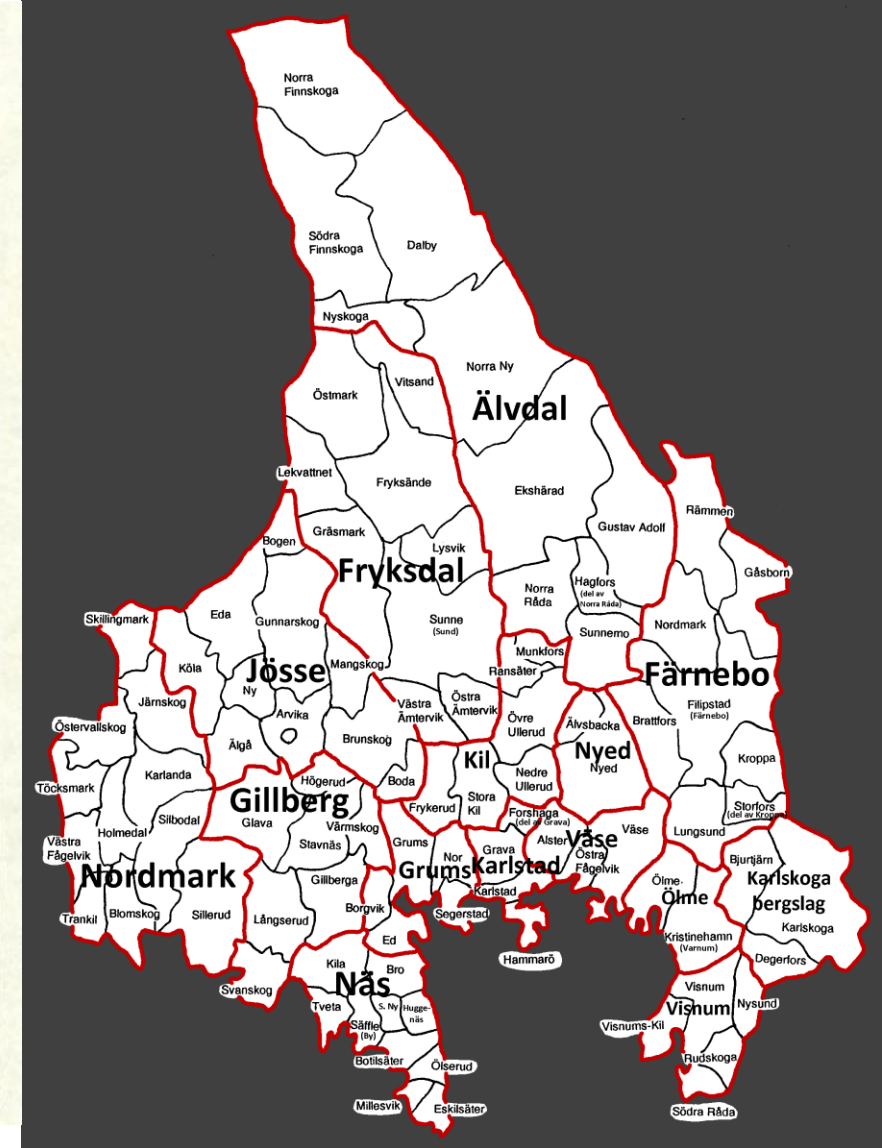 Norra
Finnskoga
Södra
Finnskoga
Dalby
Nyskoga
Norra Ny
Vitsand
Östmark
Älvdal
Lekvattnet
Fryksände
Ekshärad
Rämmen
Gräsmark
Gustav Adolf
Bogen
Lysvik
Fryksdal
Gåsborn
Hagfors
(del av
Norra Råda)
Norra
Råda
Skillingmark
Eda
Gunnarskog
Sunne
(Sund)
Nordmark
Sunnemo
Munkfors
Köla
Jösse
Mangskog
Ransäter
Färnebo
Ny
Järnskog
Västra
Ämtervik
Östra
Ämtervik
Filipstad
(Färnebo)
Arvika
Övre
Ullerud
Älvsbacka
Brattfors
Östervallskog
Älgå
Brunskog
Kil
Nyed
Nyed
Kroppa
Karlanda
Högerud
Boda
Nedre
Ullerud
Töcksmark
Gillberg
Frykerud
Stora
Kil
Storfors
(del av Kroppa)
Silbodal
Glava
Värmskog
Forshaga
(del av Grava)
Holmedal
Stavnäs
Grums
Alster
Väse
Väse
Lungsund
Västra
Fågelvik
Nor
Grava
Östra
Fågelvik
Bjurtjärn
Nordmark
Gillberga
Grums
Karlstad
Ölme
Ölme
Karlskoga
bergslag
Karlstad
Trankil
Blomskog
Sillerud
Långserud
Borgvik
Segerstad
Karlskoga
Ed
Kristinehamn
(Varnum)
Hammarö
Degerfors
Kila
Bro
Svanskog
Näs
Visnum
Tveta
S. Ny
Hugge-
näs
Visnum
Nysund
Säffle
(By)
Visnums-Kil
Botilsäter
Ölserud
Rudskoga
Millesvik
Eskilsäter
Södra Råda